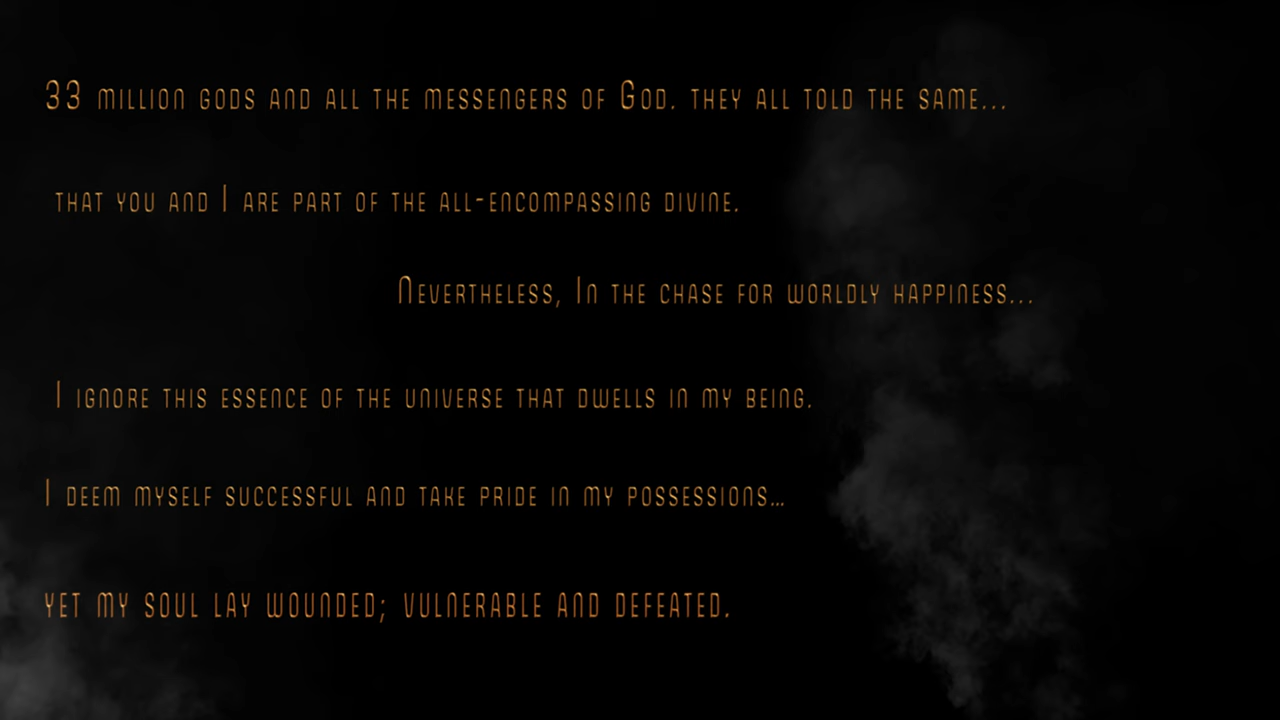 33 million gods and all the messengers of God. they all told the same...
that you and I are part of the all-encompassing divine.
Nevertheless, In the chase for worldly happiness...
I ignore this essence of the universe that dwells in my being.
I deem myself successful and take pride in my possessions...
yet my soul lay wounded; vulnerable and defeated.